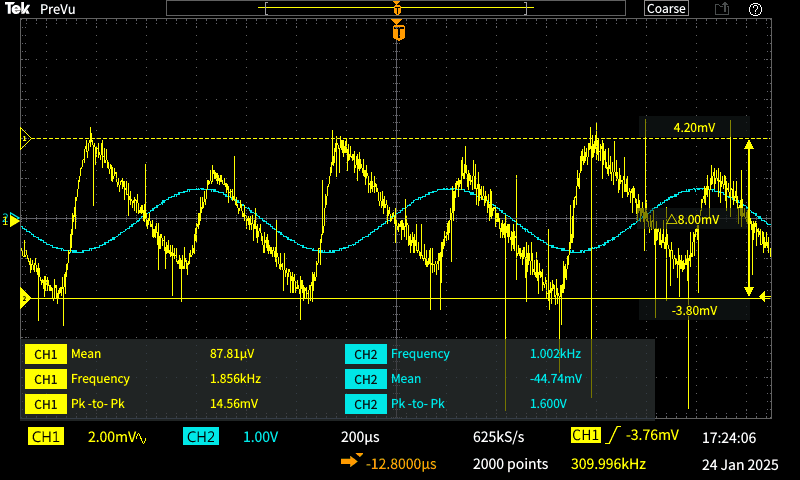 Tek PreVu Coarse
T
T
1
4.20mV
2
△8.00mV
2
-3.80mV
CH1 Mean 87.81µV CH2 Frequency 1.002kHz
CH1 Frequency 1.856kHz CH2 Mean -44.74mV
CH1 Pk -to- Pk 14.56mV CH2 Pk -to- Pk 1.600V
CH1 2.00mV CH2 1.00V 200µs 625kS/s CH1 -3.76mV 17:24:06
-12.8000µs 2000 points 309.996kHz 24 Jan 2025